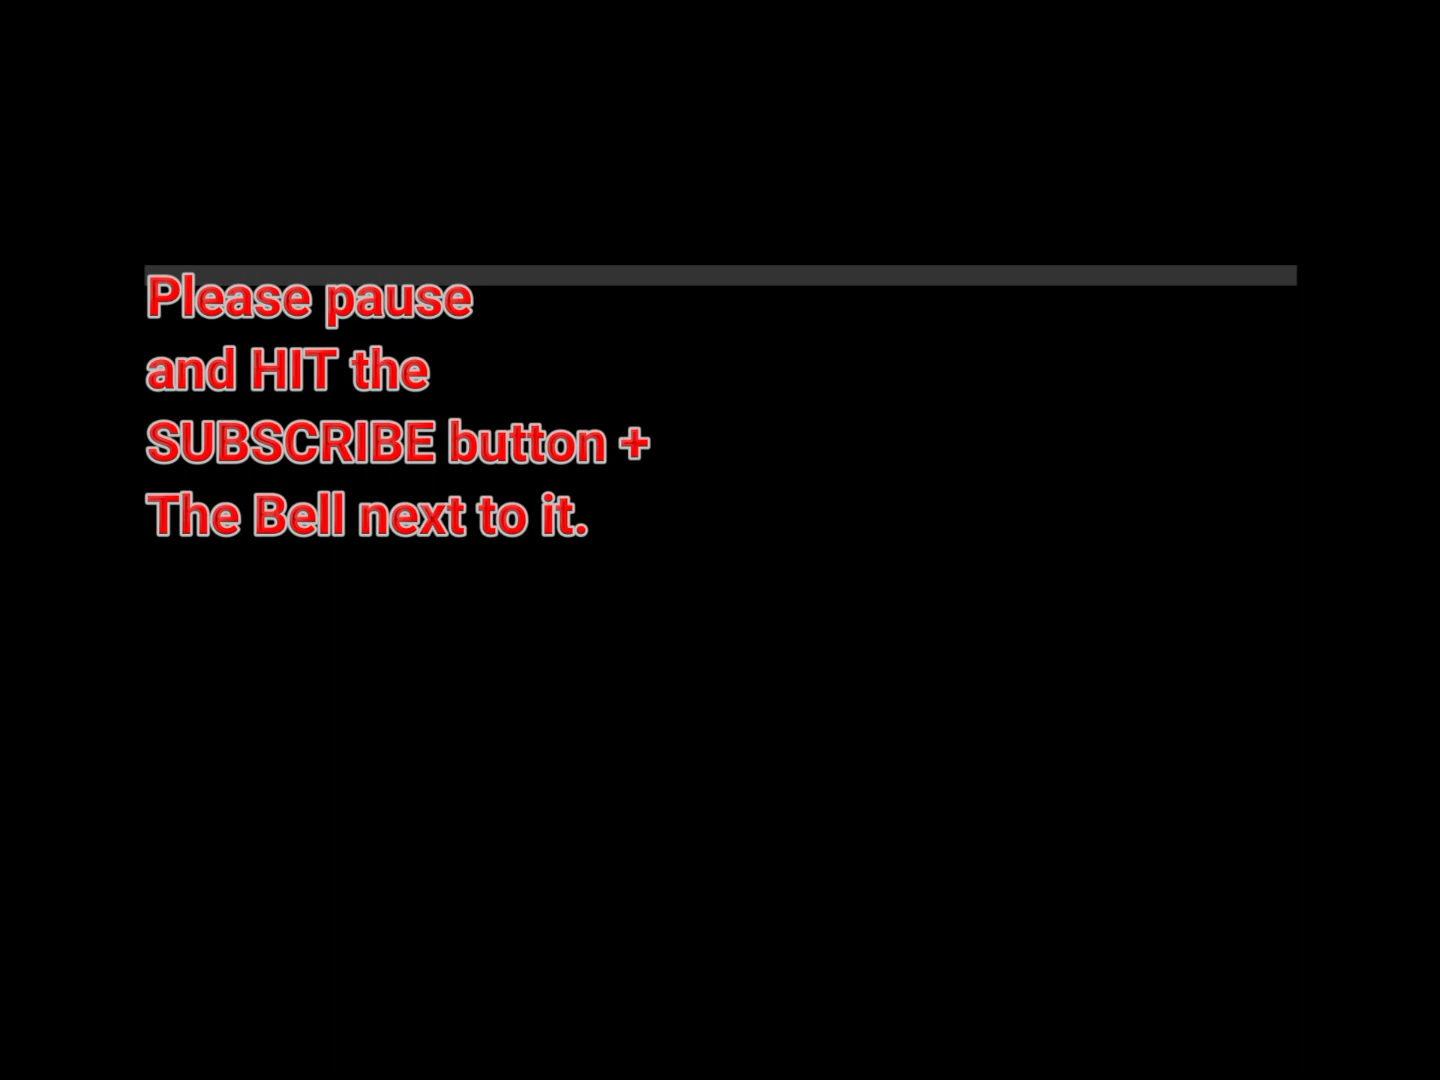 Please pause
and HIT the
SUBSCRIBE button +
The Bell next to it.